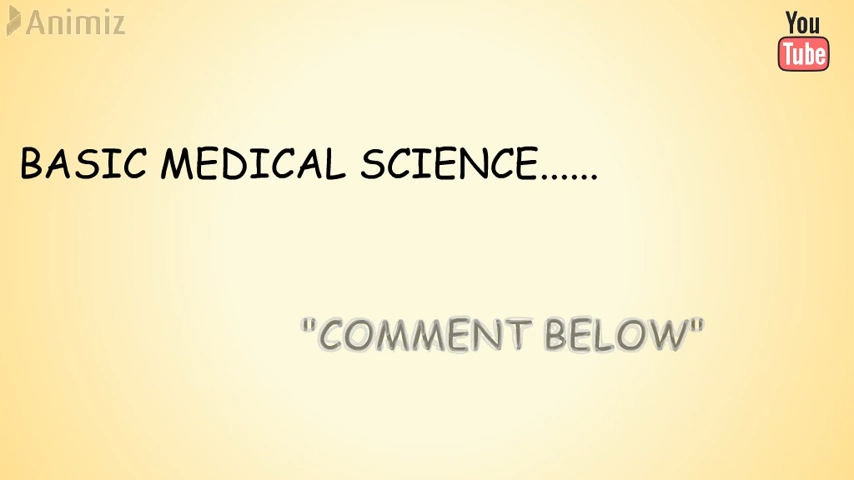 Animiz
You
Tube
BASIC MEDICAL SCIENCE......
"COMMENT BELOW"